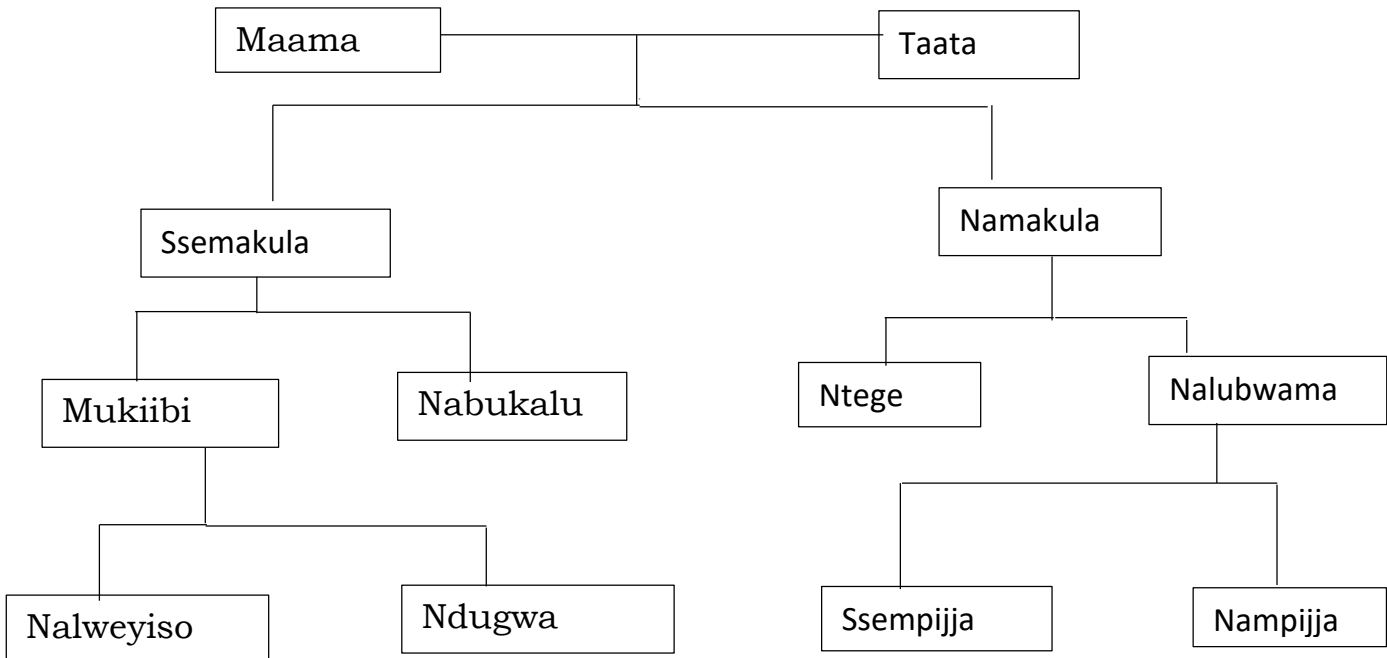 Maama
Taata
Ssemakula
Namakula
Mukiibi
Nabukalu
Ntege
Nalubwama
Nalweyiso
Ndugwa
Ssempijja
Nampijja